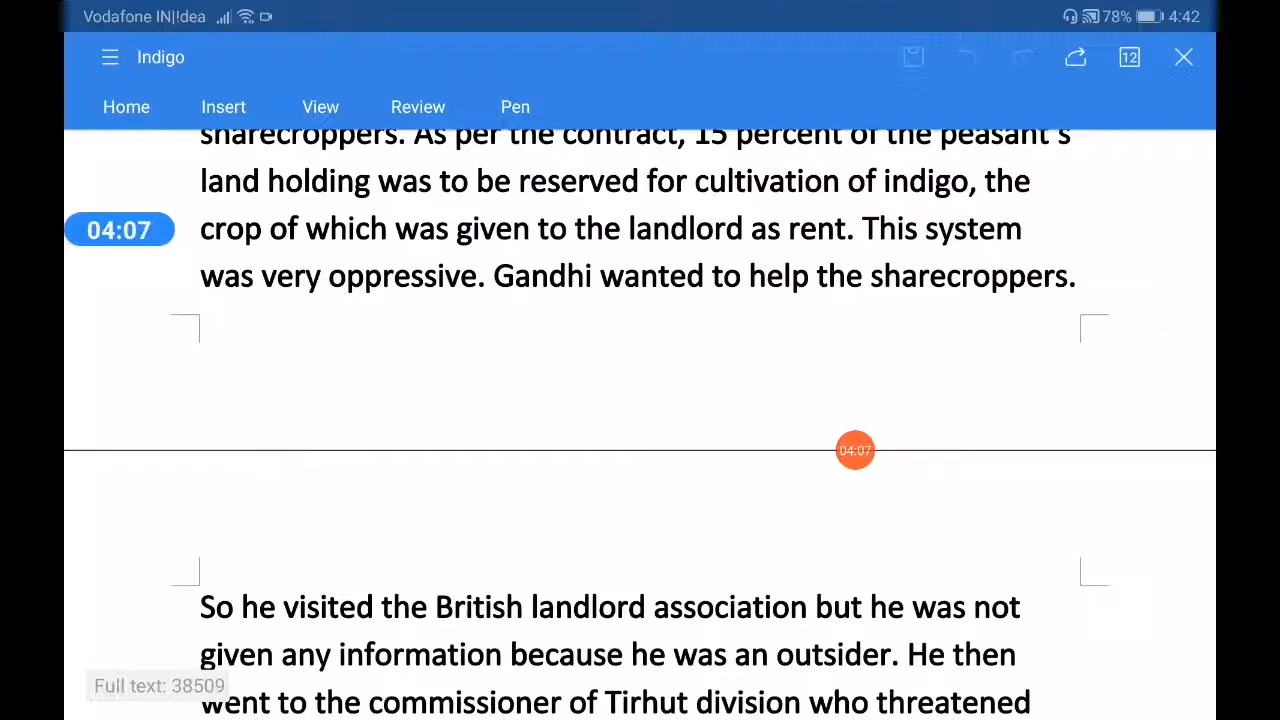 Vodafone IN|!dea 78% 4:42
Indigo 12
Home Insert View Review Pen
sharecroppers. As per the contract, 15 percent of the peasant's
land holding was to be reserved for cultivation of indigo, the
04:07
crop of which was given to the landlord as rent. This system
was very oppressive. Gandhi wanted to help the sharecroppers.
04:07
So he visited the British landlord association but he was not
given any information because he was an outsider. He then
Full text: 38509
went to the commissioner of Tirhut division who threatened